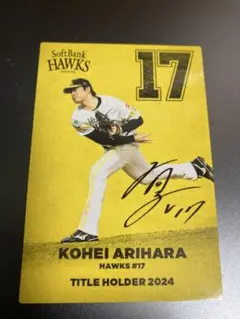 SoftBank
HAWKS
17
KOHEI ARIHARA
HAWKS #17
TITLE HOLDER 2024